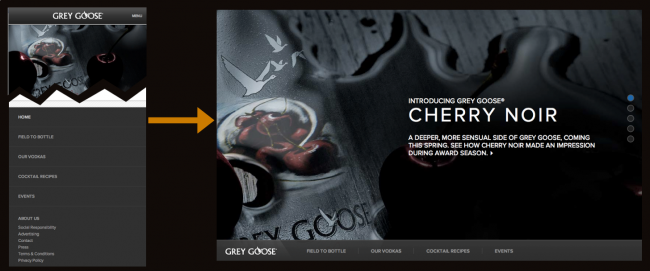 GREY GOOSE
MENU
HOME
FIELD TO BOTTLE
OUR VODKAS
COCKTAIL RECIPES
EVENTS
ABOUT US
Social Responsibility
Advertising
Contact
Press
Terms & Conditions
Privacy Policy
INTRODUCING GREY GOOSE®
CHERRY NOIR
A DEEPER, MORE SENSUAL SIDE OF GREY GOOSE, COMING
THIS SPRING. SEE HOW CHERRY NOIR MADE AN IMPRESSION
DURING AWARD SEASON.
GREY GOOSE
GREY GOOSE
FIELD TO BOTTLE
OUR VODKAS
COCKTAIL RECIPES
EVENTS